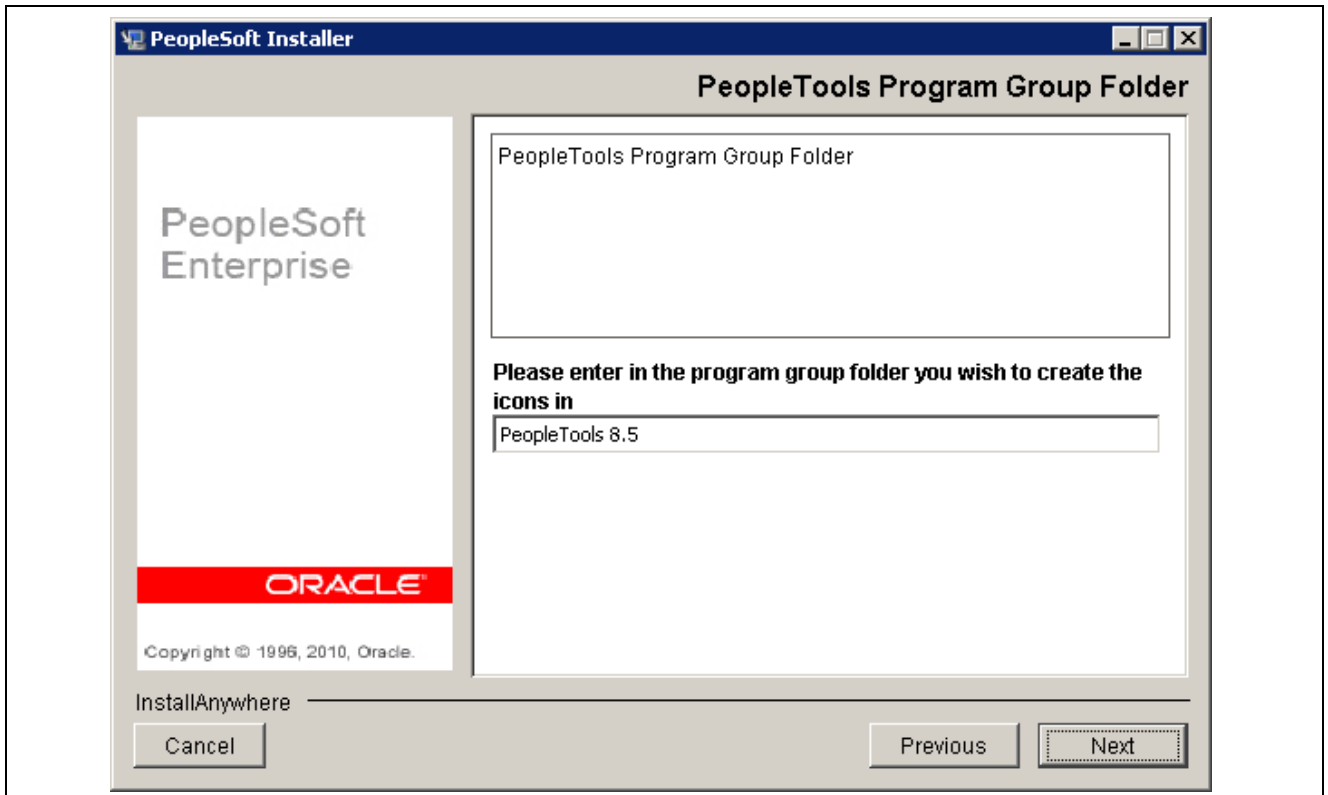 PeopleSoft Installer
PeopleTools Program Group Folder
PeopleSoft
Enterprise
ORACLE®
Copyright © 1996, 2010, Oracle.
PeopleTools Program Group Folder
Please enter in the program group folder you wish to create the
icons in
PeopleTools 8.5
InstallAnywhere
Cancel
Previous
Next